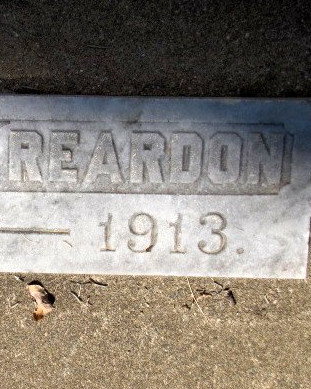 REARDON
— 1913.